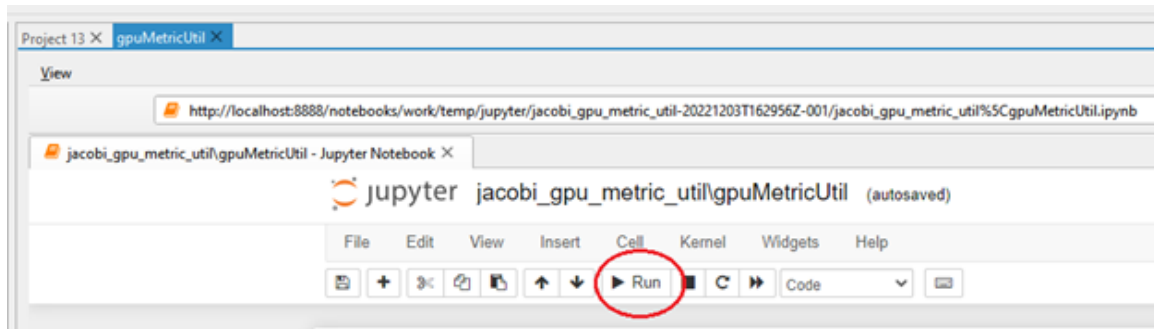 Project 13 gpuMetricUtil
View
http://localhost:8888/notebooks/work/temp/jupyter/jacobi_gpu_metric_util-20221203T162956Z-001/jacobi_gpu_metric_util%5CgpuMetricUtil.ipynb
jacobi_gpu_metric_util\gpuMetricUtil - Jupyter Notebook
jupyter jacobi_gpu_metric_util\gpuMetricUtil (autosaved)
File Edit View Insert Cell Kernel Widgets Help
Run Code